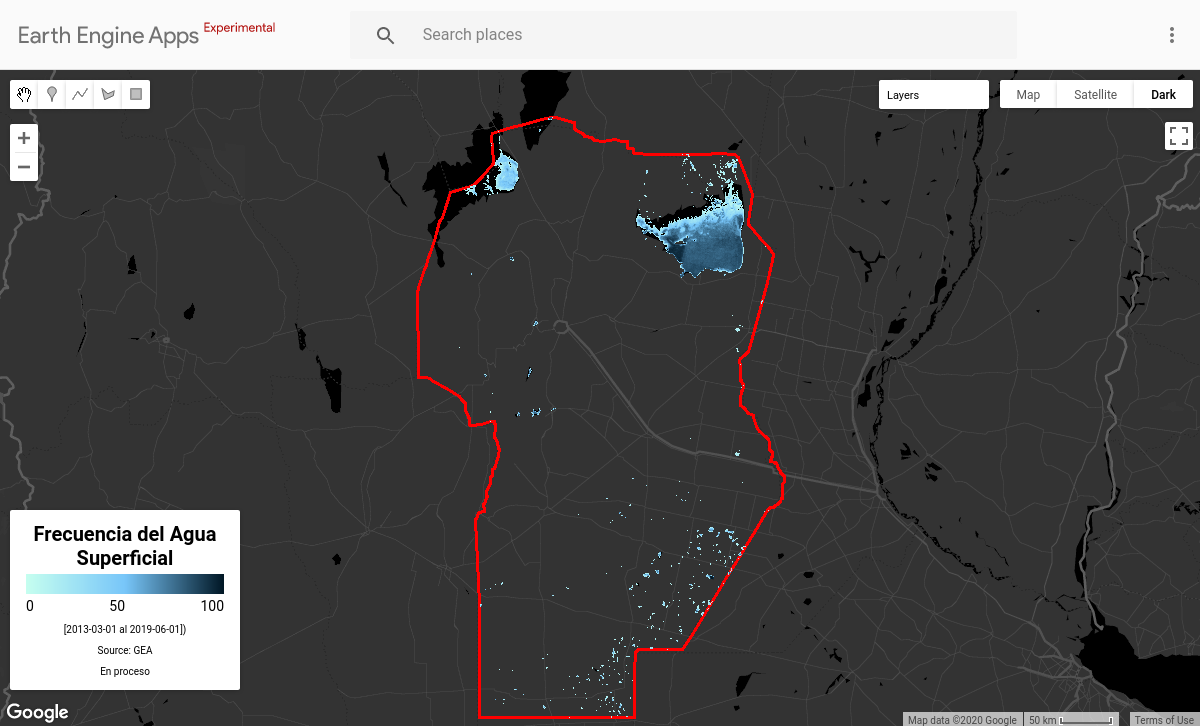 Earth Engine Apps Experimental
Search places
Layers
Map
Satellite
Dark
Frecuencia del Agua
Superficial
0 50 100
[2013-03-01 al 2019-06-01])
Source: GEA
En proceso
Google
Map data ©2020 Google
50 km
Terms of Use